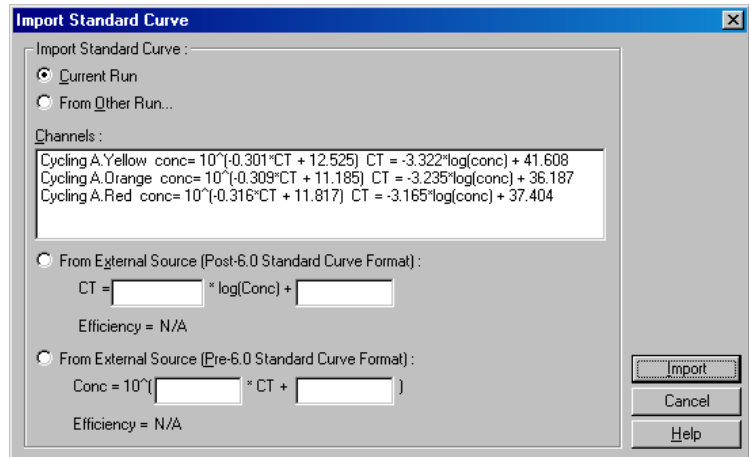 Import Standard Curve
Import Standard Curve :
Current Run
From Other Run...
Channels :
Cycling A.Yellow conc= 10^(-0.301*CT + 12.525) CT = -3.322*log(conc) + 41.608
Cycling A.Orange conc= 10^(-0.309*CT + 11.185) CT = -3.235*log(conc) + 36.187
Cycling A.Red conc= 10^(-0.316*CT + 11.817) CT = -3.165*log(conc) + 37.404
From External Source (Post-6.0 Standard Curve Format) :
CT = * log(Conc) +
Efficiency = N/A
From External Source (Pre-6.0 Standard Curve Format) :
Conc = 10^( * CT + )
Efficiency = N/A
Import
Cancel
Help